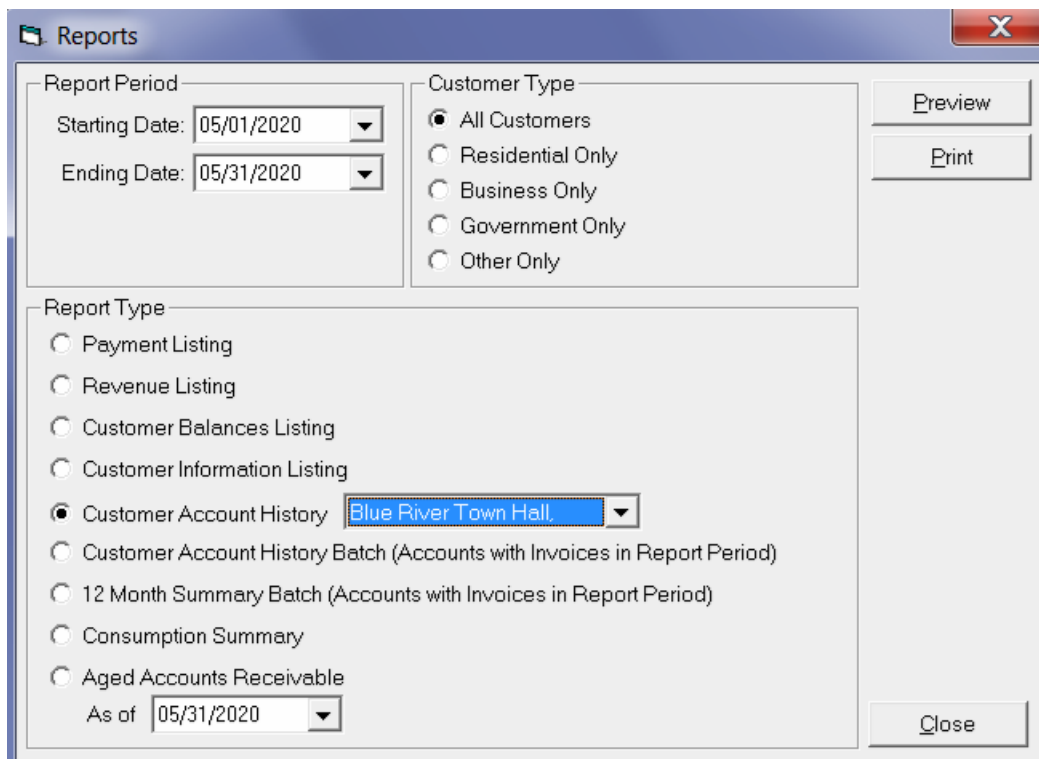 Reports
X
Report Period
Starting Date: 05/01/2020
Ending Date: 05/31/2020
Customer Type
All Customers
Residential Only
Business Only
Government Only
Other Only
Preview
Print
Report Type
Payment Listing
Revenue Listing
Customer Balances Listing
Customer Information Listing
Customer Account History Blue River Town Hall,
Customer Account History Batch (Accounts with Invoices in Report Period)
12 Month Summary Batch (Accounts with Invoices in Report Period)
Consumption Summary
Aged Accounts Receivable
As of 05/31/2020
Close